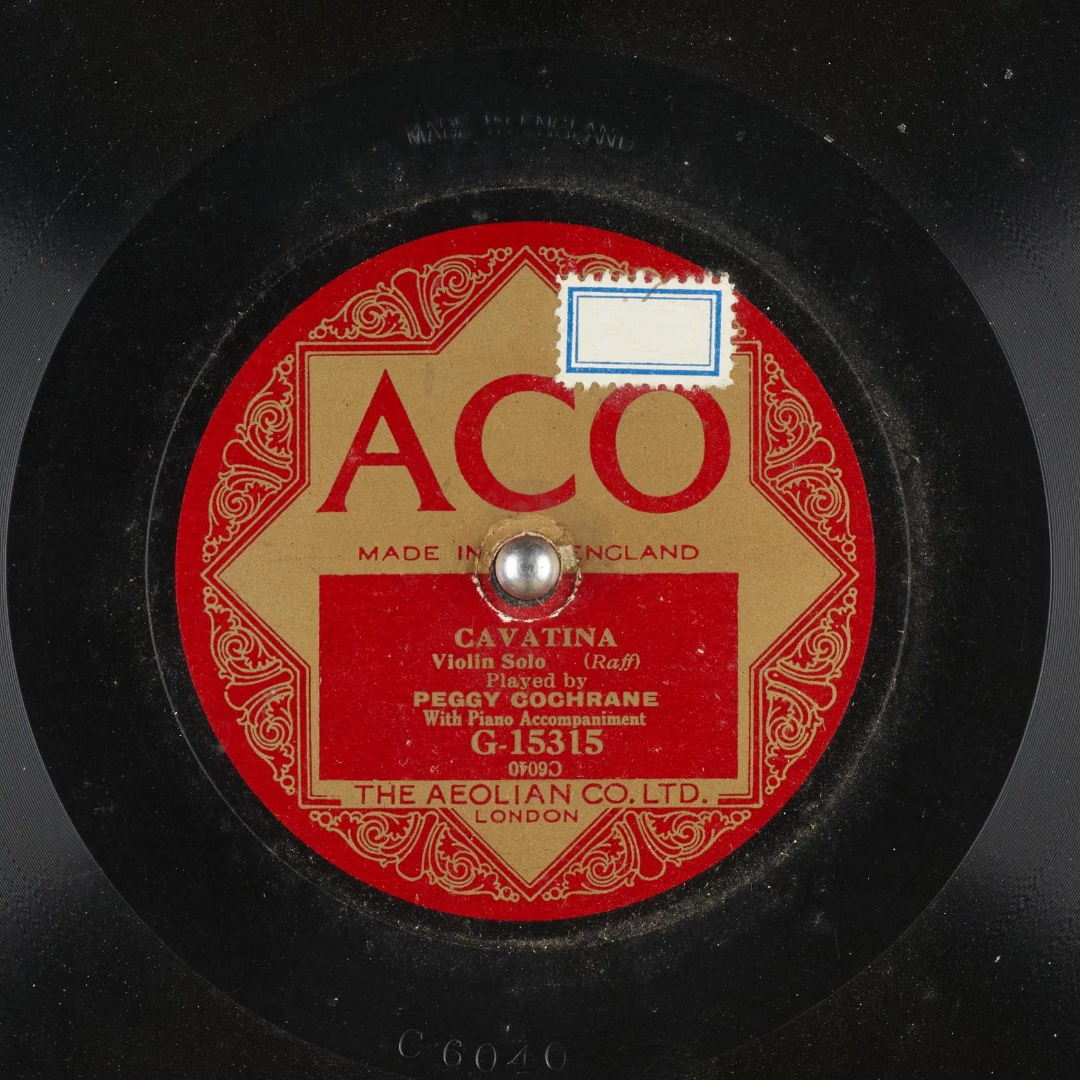 MADE IN ENGLAND
ACO
MADE IN ENGLAND
CAVATINA
Violin Solo (Raff)
Played by
PEGGY COCHRANE
With Piano Accompaniment
G-15315
C6040
THE AEOLIAN CO. LTD.
LONDON
C 6040